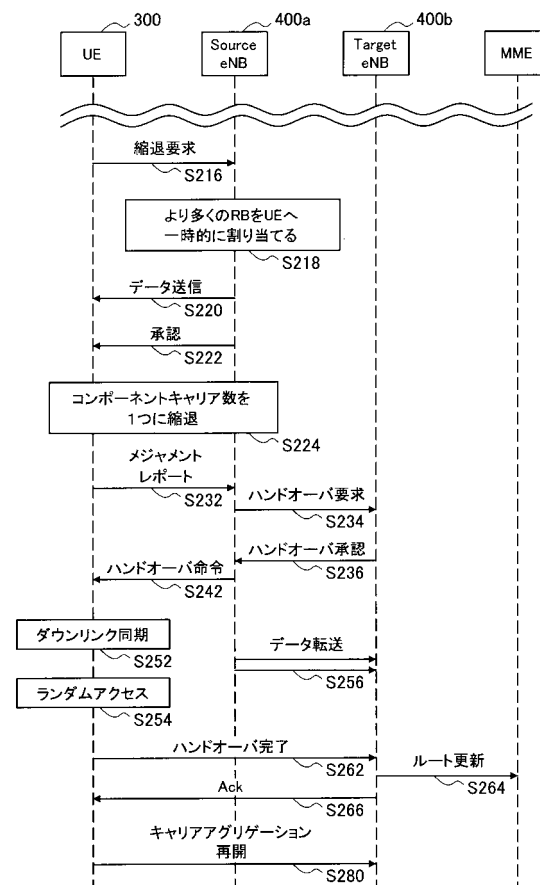 300
400a
400b
UE
Source
eNB
Target
eNB
MME
縮退要求
S216
より多くのRBをUEへ
一時的に割り当てる
S218
データ送信
S220
承認
S222
コンポーネントキャリア数を
1つに縮退
S224
メジャメント
レポート
S232
ハンドオーバ要求
S234
ハンドオーバ承認
S236
ハンドオーバ命令
S242
ダウンリンク同期
S252
データ転送
S256
ランダムアクセス
S254
ハンドオーバ完了
S262
ルート更新
S264
Ack
S266
キャリアアグリゲーション
再開
S280